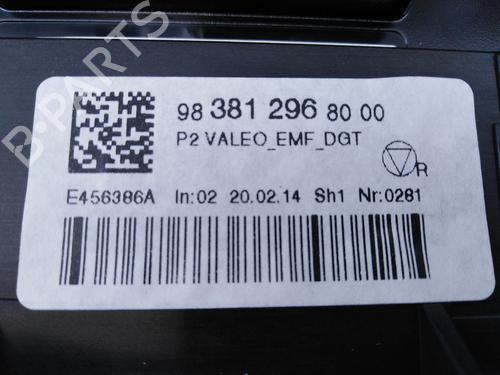 98 381 296 80 00
P2 VALEO_EMF_DGT
R
E456386A In:02 20.02.14 Sh1 Nr:0281
B-PARTS